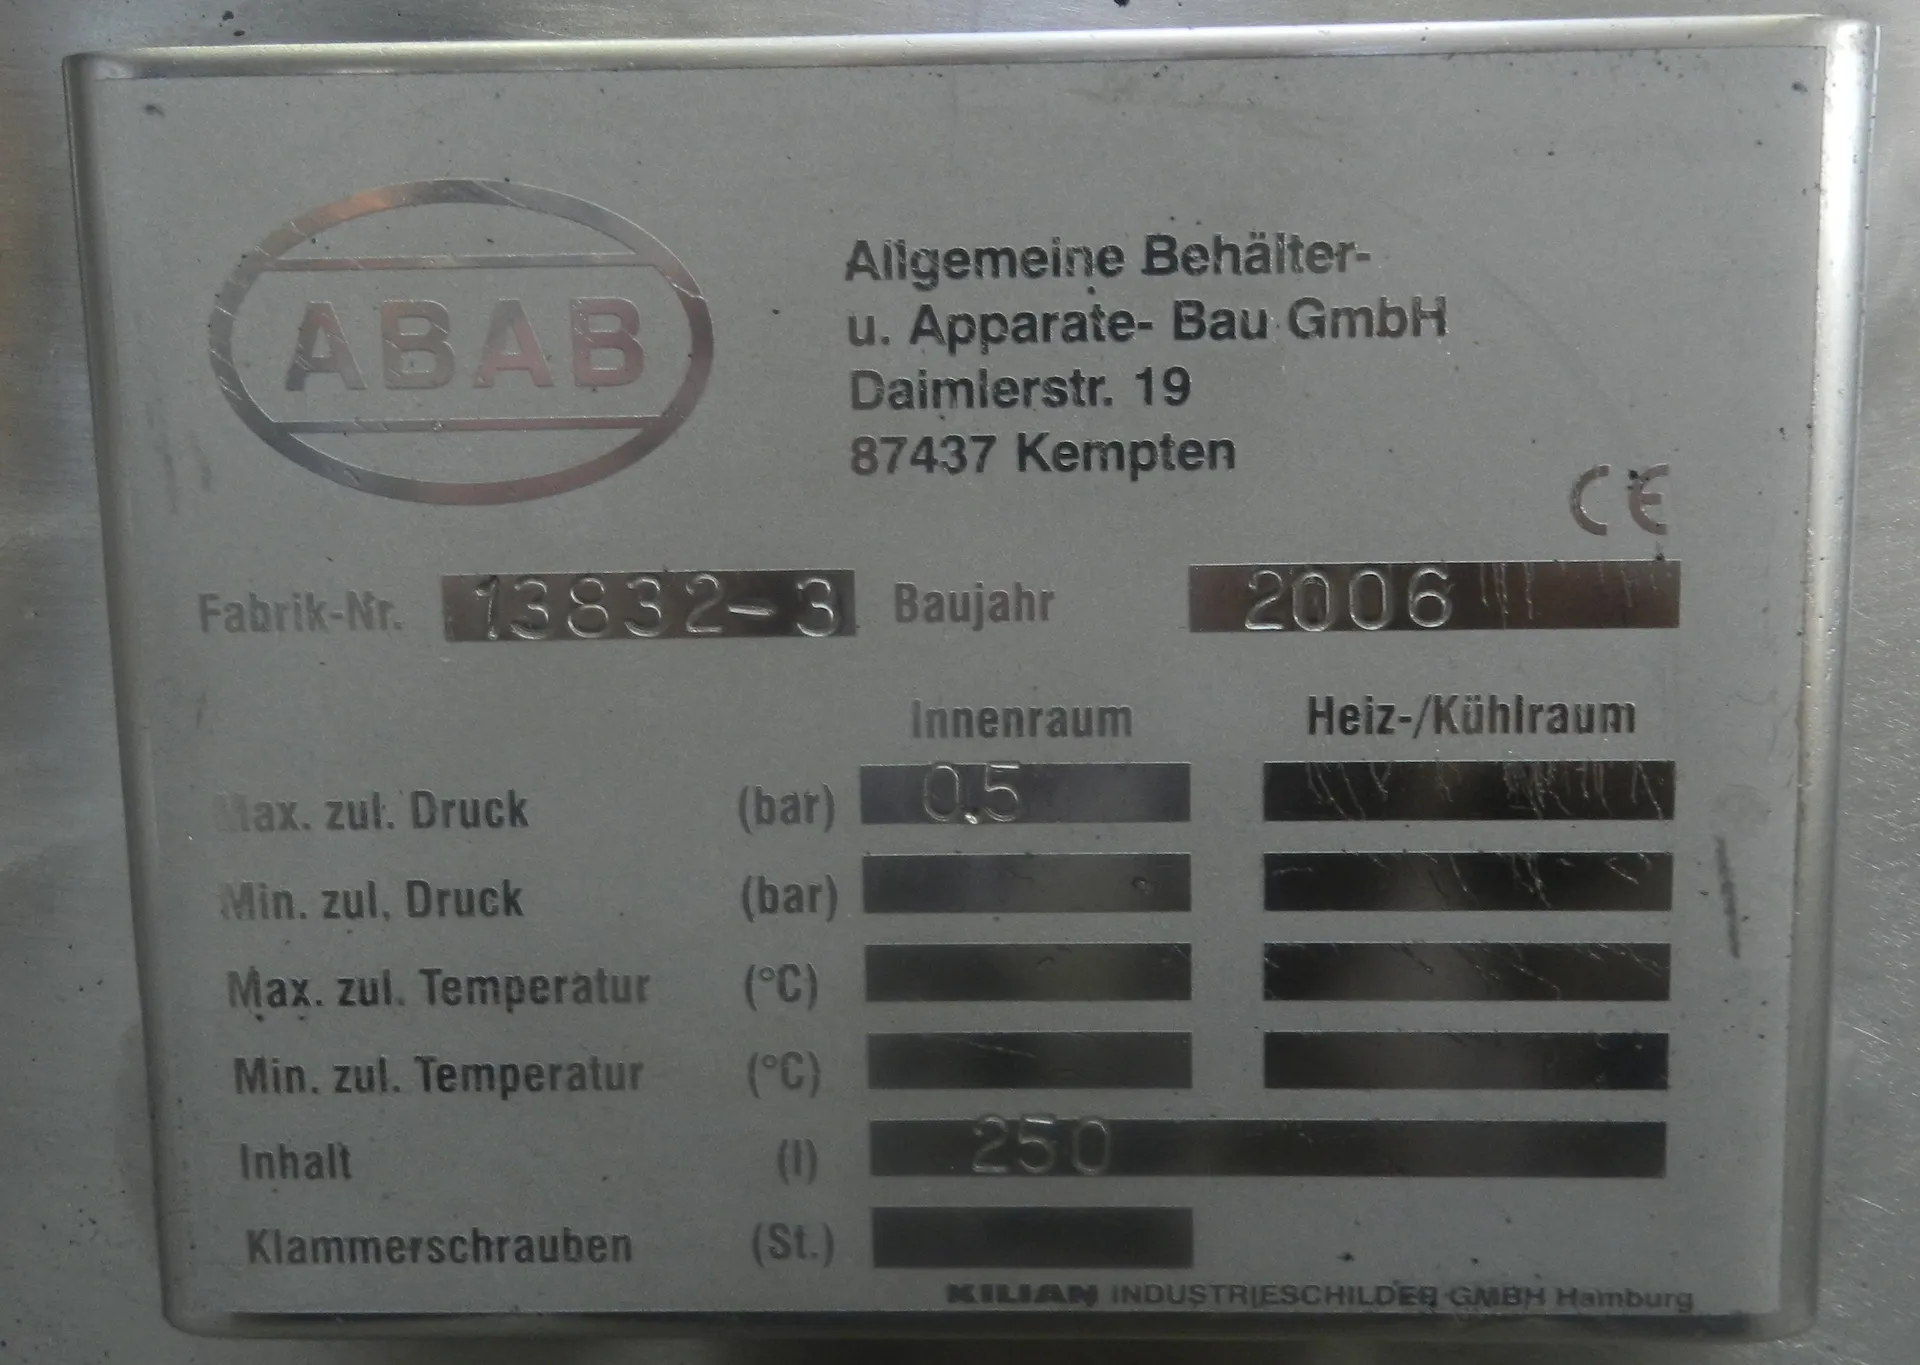 ABAB
Allgemeine Behälter-
u. Apparate- Bau GmbH
Daimlerstr. 19
87437 Kempten
CE
Fabrik-Nr. 13832-3 Baujahr 2006
Innenraum Heiz-/Kühlraum
Max. zul. Druck (bar) 0,5
Min. zul. Druck (bar)
Max. zul. Temperatur (°C)
Min. zul. Temperatur (°C)
Inhalt (l) 250
Klammerschrauben (St.)
KILIAN INDUSTRIESCHILDER GMBH Hamburg